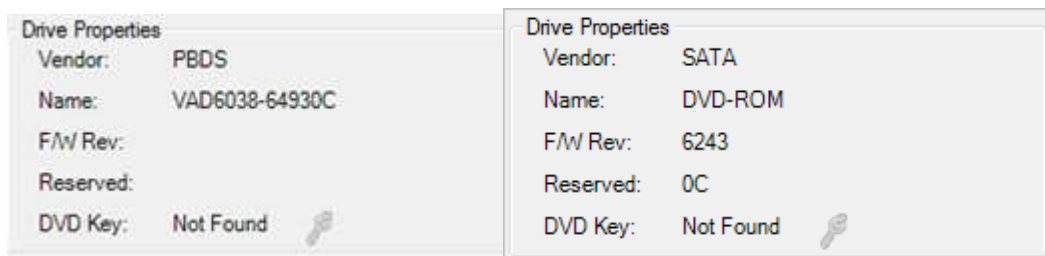 Drive Properties
Vendor: PBDS
Name: VAD6038-64930C
F/W Rev:
Reserved:
DVD Key: Not Found
Drive Properties
Vendor: SATA
Name: DVD-ROM
F/W Rev: 6243
Reserved: 0C
DVD Key: Not Found